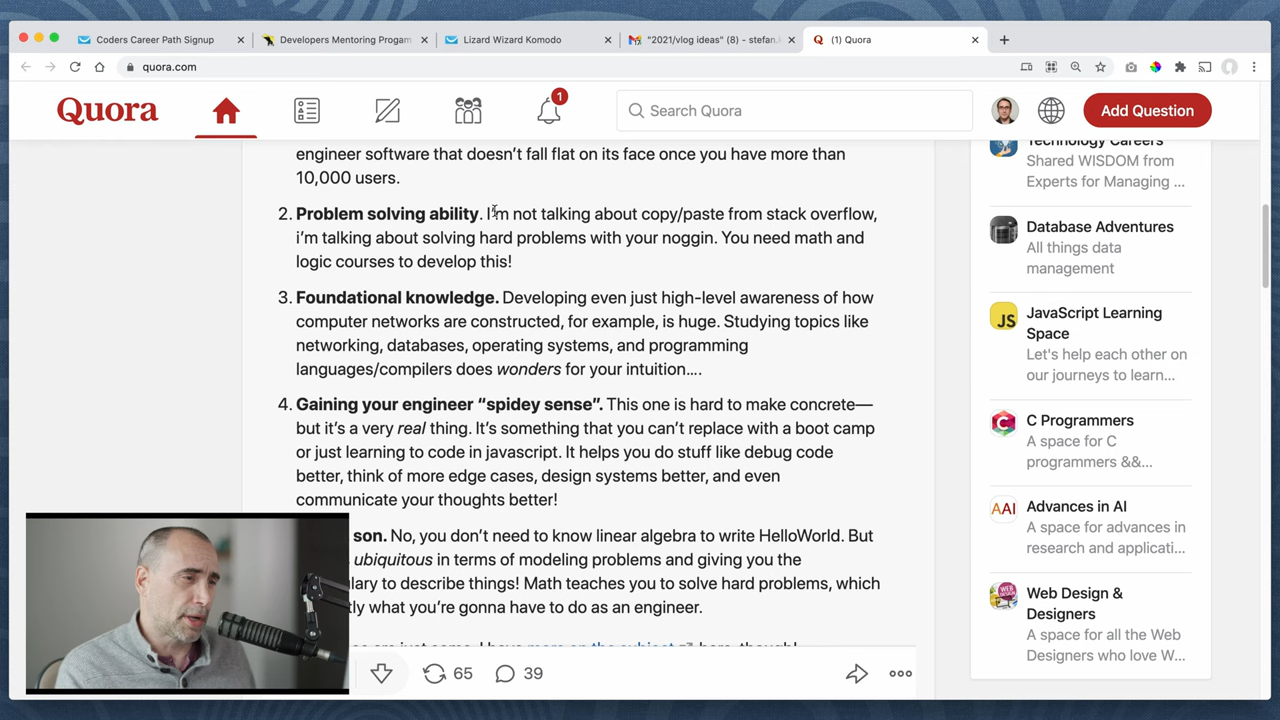 Coders Career Path Signup
Developers Mentoring Progam
Lizard Wizard Komodo
"2021/vlog ideas" (8) - stefan.
(1) Quora
quora.com
Quora
1
Search Quora
Add Question
engineer software that doesn’t fall flat on its face once you have more than
10,000 users.
2. Problem solving ability. I’m not talking about copy/paste from stack overflow,
i’m talking about solving hard problems with your noggin. You need math and
logic courses to develop this!
3. Foundational knowledge. Developing even just high-level awareness of how
computer networks are constructed, for example, is huge. Studying topics like
networking, databases, operating systems, and programming
languages/compilers does wonders for your intuition….
4. Gaining your engineer “spidey sense”. This one is hard to make concrete—
but it’s a very real thing. It’s something that you can’t replace with a boot camp
or just learning to code in javascript. It helps you do stuff like debug code
better, think of more edge cases, design systems better, and even
communicate your thoughts better!
son. No, you don’t need to know linear algebra to write HelloWorld. But
ubiquitous in terms of modeling problems and giving you the
lary to describe things! Math teaches you to solve hard problems, which
tly what you’re gonna have to do as an engineer.
65
39
Technology Careers
Shared WISDOM from
Experts for Managing ...
Database Adventures
All things data
management
JS
JavaScript Learning
Space
Let's help each other on
our journeys to learn...
C
C Programmers
A space for C
programmers &&...
AAI
Advances in AI
A space for advances in
research and applicati...
Web Design &
Designers
A space for all the Web
Designers who love W...